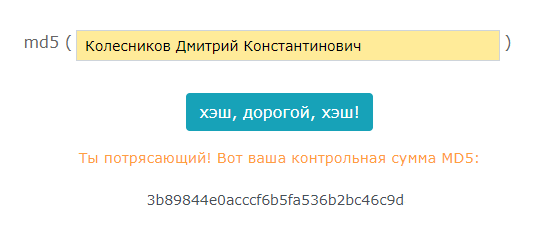 md5 ( Колесников Дмитрий Константинович )
хэш, дорогой, хэш!
Ты потрясающий! Вот ваша контрольная сумма MD5:
3b89844e0acccf6b5fa536b2bc46c9d